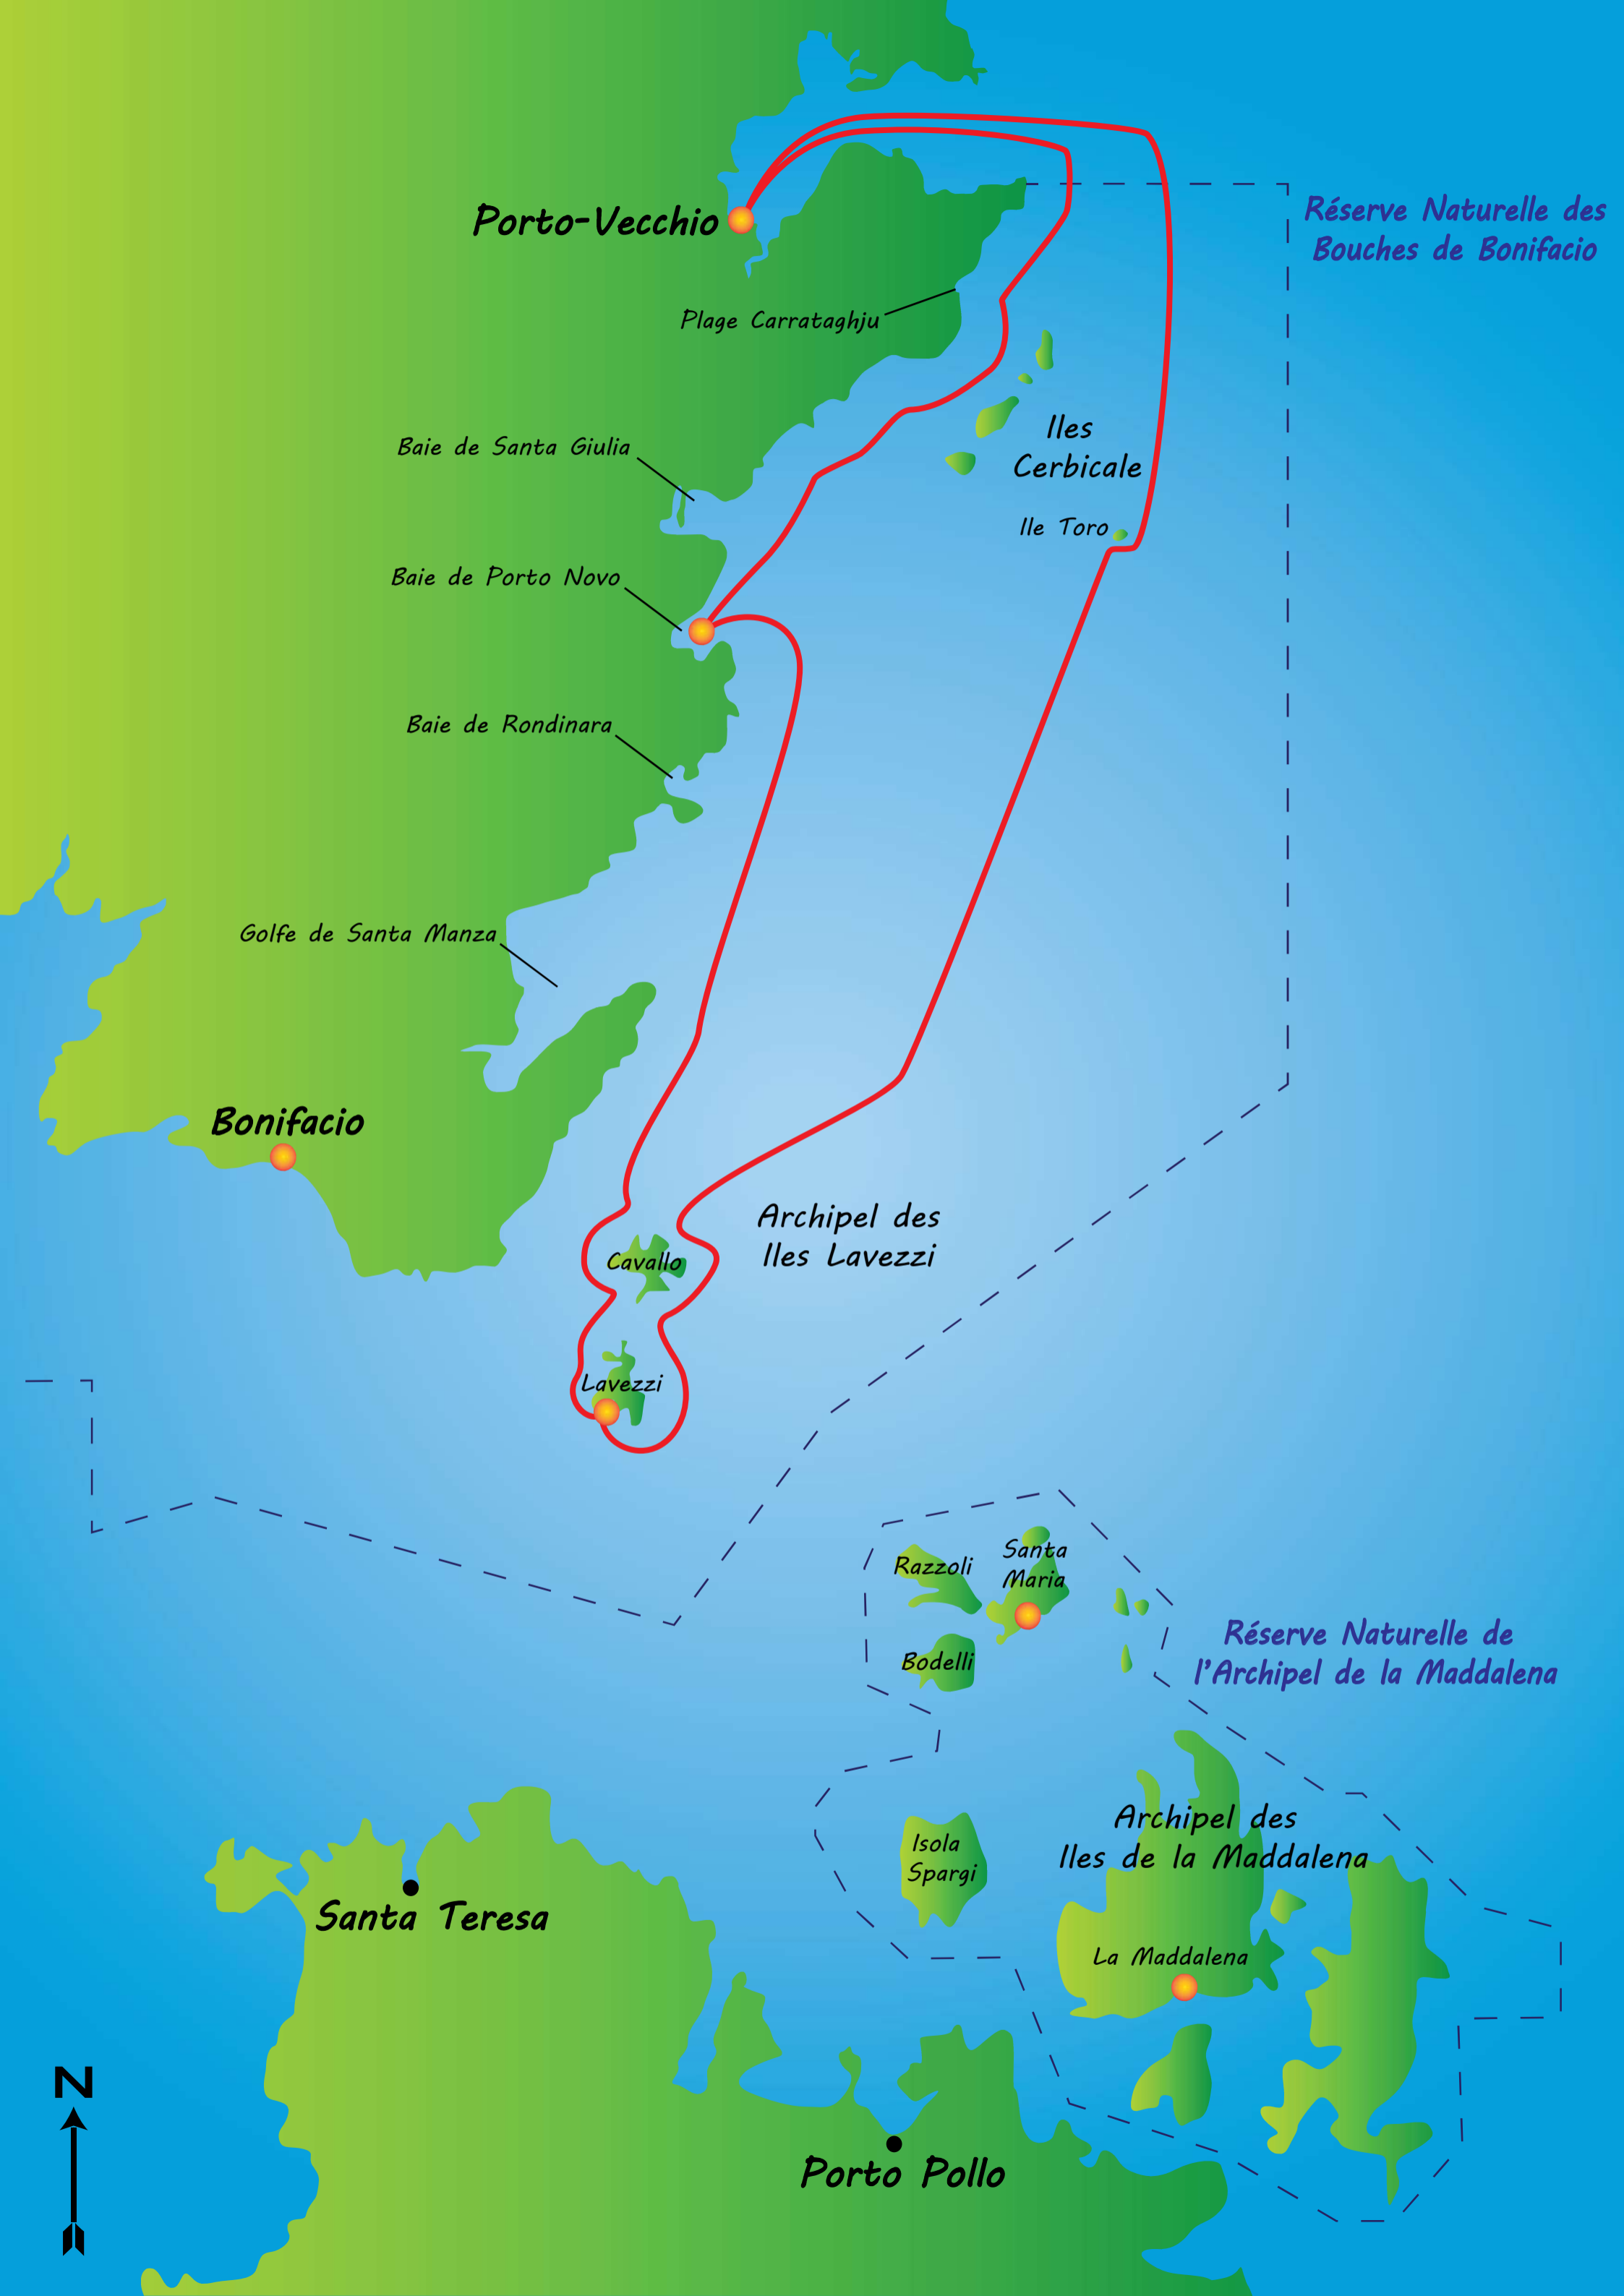 Porto-Vecchio
Réserve Naturelle des
Bouches de Bonifacio
Plage Carrataghju
Iles
Cerbicale
Baie de Santa Giulia
Ile Toro
Baie de Porto Novo
Baie de Rondinara
Golfe de Santa Manza
Bonifacio
Archipel des
Iles Lavezzi
Cavallo
Lavezzi
Razzoli
Santa
Maria
Bodelli
Réserve Naturelle de
l'Archipel de la Maddalena
Isola
Spargi
Archipel des
Iles de la Maddalena
Santa Teresa
La Maddalena
N
Porto Pollo